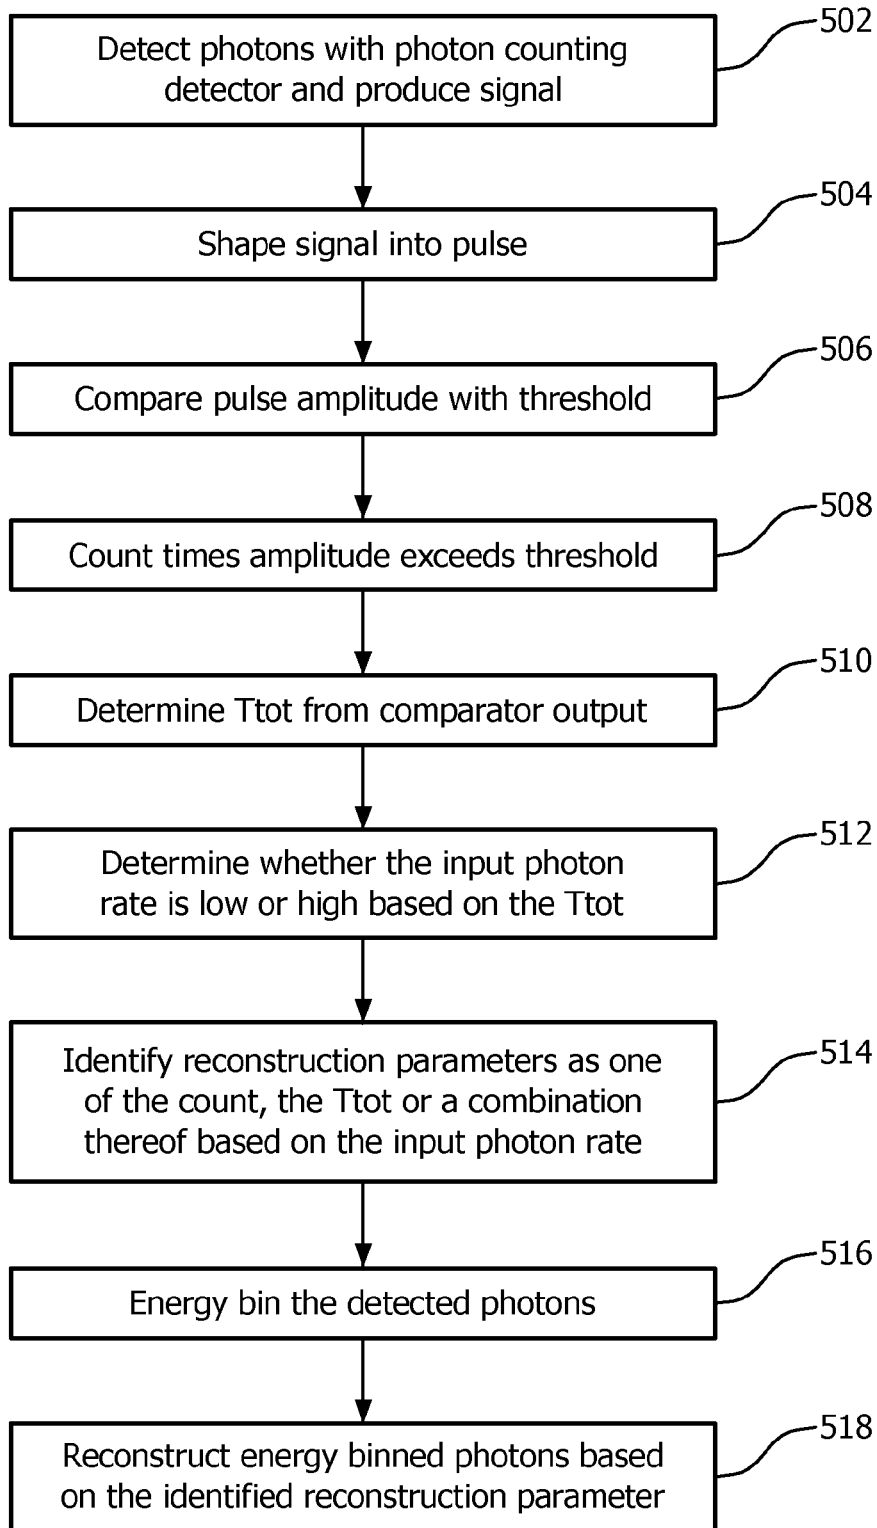 502
Detect photons with photon counting
detector and produce signal
504
Shape signal into pulse
506
Compare pulse amplitude with threshold
508
Count times amplitude exceeds threshold
510
Determine Ttot from comparator output
512
Determine whether the input photon
rate is low or high based on the Ttot
514
Identify reconstruction parameters as one
of the count, the Ttot or a combination
thereof based on the input photon rate
516
Energy bin the detected photons
518
Reconstruct energy binned photons based
on the identified reconstruction parameter